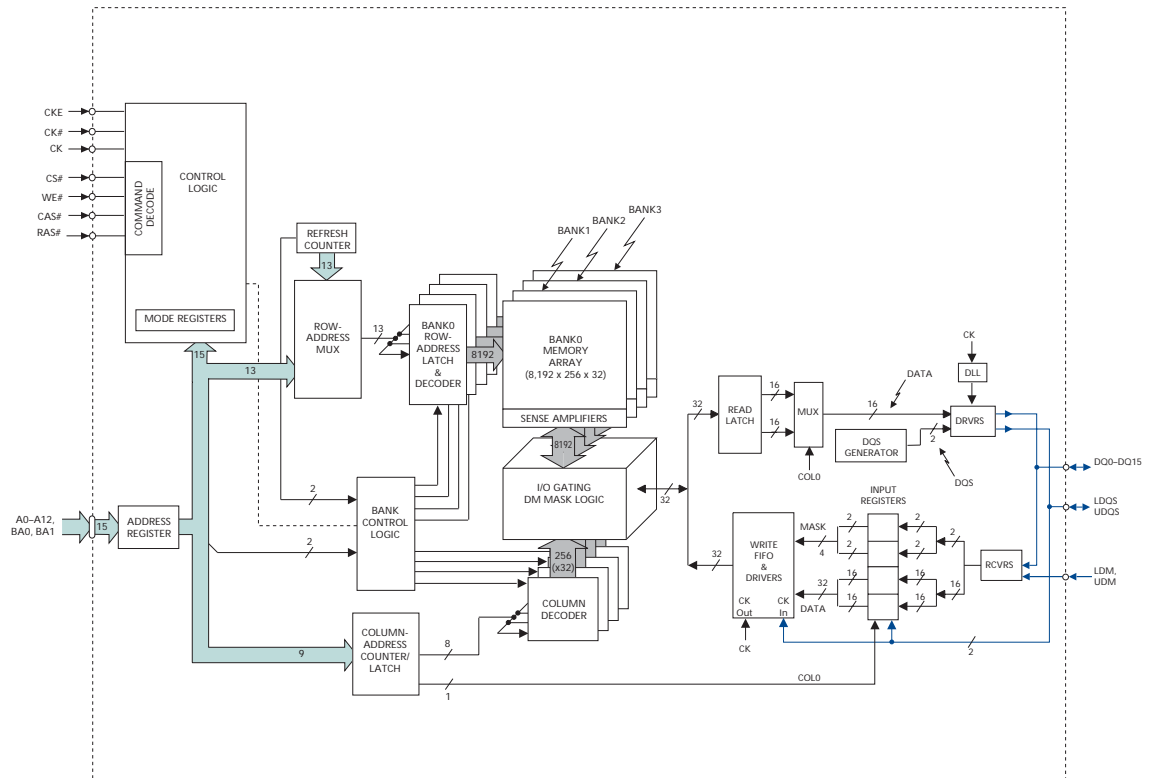 CKE
CK#
CK
CS#
WE#
CAS#
RAS#
COMMAND
DECODE
CONTROL
LOGIC
MODE REGISTERS
15
REFRESH
COUNTER
13
ROW-
ADDRESS
MUX
13
13
BANK0
ROW-
ADDRESS
LATCH
&
DECODER
8192
BANK1
BANK2
BANK3
BANK0
MEMORY
ARRAY
(8,192 x 256 x 32)
SENSE AMPLIFIERS
8192
I/O GATING
DM MASK LOGIC
32
A0–A12,
BA0, BA1
15
ADDRESS
REGISTER
2
2
BANK
CONTROL
LOGIC
256
(x32)
COLUMN
DECODER
9
COLUMN-
ADDRESS
COUNTER/
LATCH
8
1
COL0
32
READ
LATCH
16
16
MUX
COL0
16
DATA
DQS
GENERATOR
2
DQS
CK
DLL
DRVRS
DQ0–DQ15
LDQS
UDQS
LDM,
UDM
32
WRITE
FIFO
&
DRIVERS
CK
Out
CK
In
CK
MASK
4
32
DATA
INPUT
REGISTERS
2
2
16
16
2
2
16
16
2
16
RCVRS
2